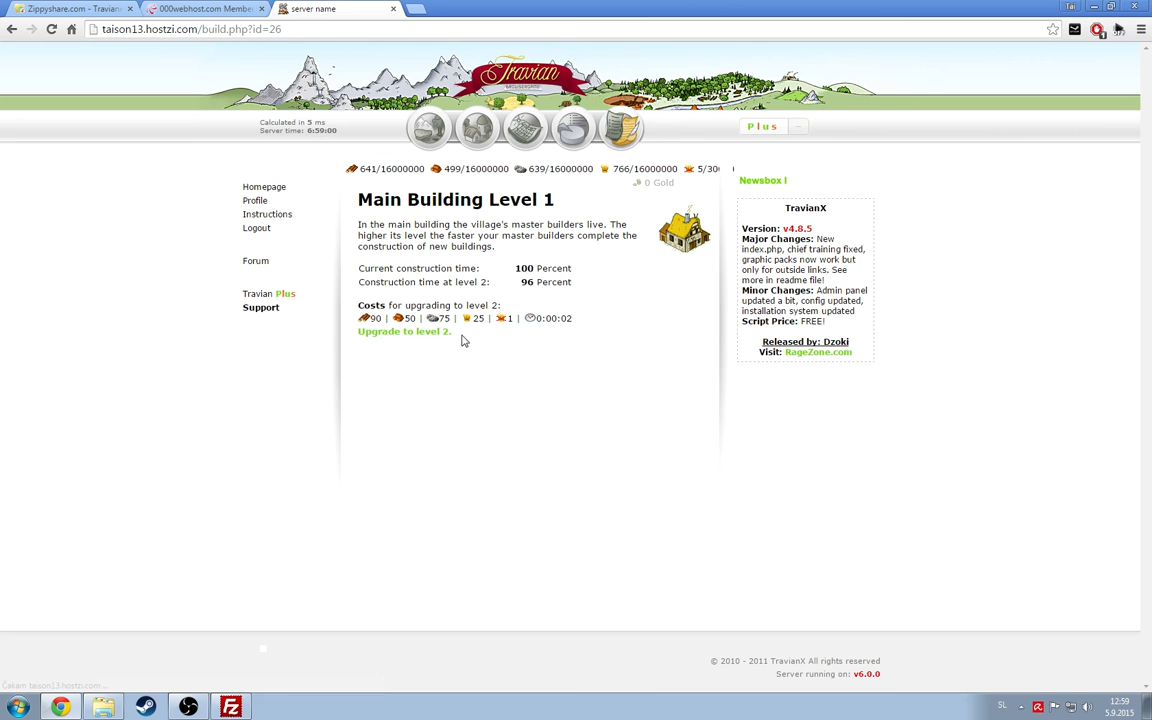 Zippyshare.com - Travian
000webhost.com Membe
server name
Tai
taison13.hostzi.com/build.php?id=26
Travian
Calculated in 5 ms
Server time: 6:59:00
Plus
641/16000000 499/16000000 639/16000000 766/16000000 5/30
0 Gold
Homepage
Profile
Instructions
Logout
Forum
Travian Plus
Support
Main Building Level 1
In the main building the village's master builders live. The
higher its level the faster your master builders complete the
construction of new buildings.
Current construction time: 100 Percent
Construction time at level 2: 96 Percent
Costs for upgrading to level 2:
90 | 50 | 75 | 25 | 1 | 0:00:02
Upgrade to level 2.
Newsbox I
TravianX
Version: v4.8.5
Major Changes: New
index.php, chief training fixed,
graphic packs now work but
only for outside links. See
more in readme file!
Minor Changes: Admin panel
updated a bit, config updated,
installation system updated
Script Price: FREE!
Released by: Dzoki
Visit: RageZone.com
© 2010 - 2011 TravianX All rights reserved
Server running on: v6.0.0
Čakam taison13.hostzi.com ...
SL
12:59
5.9.2015